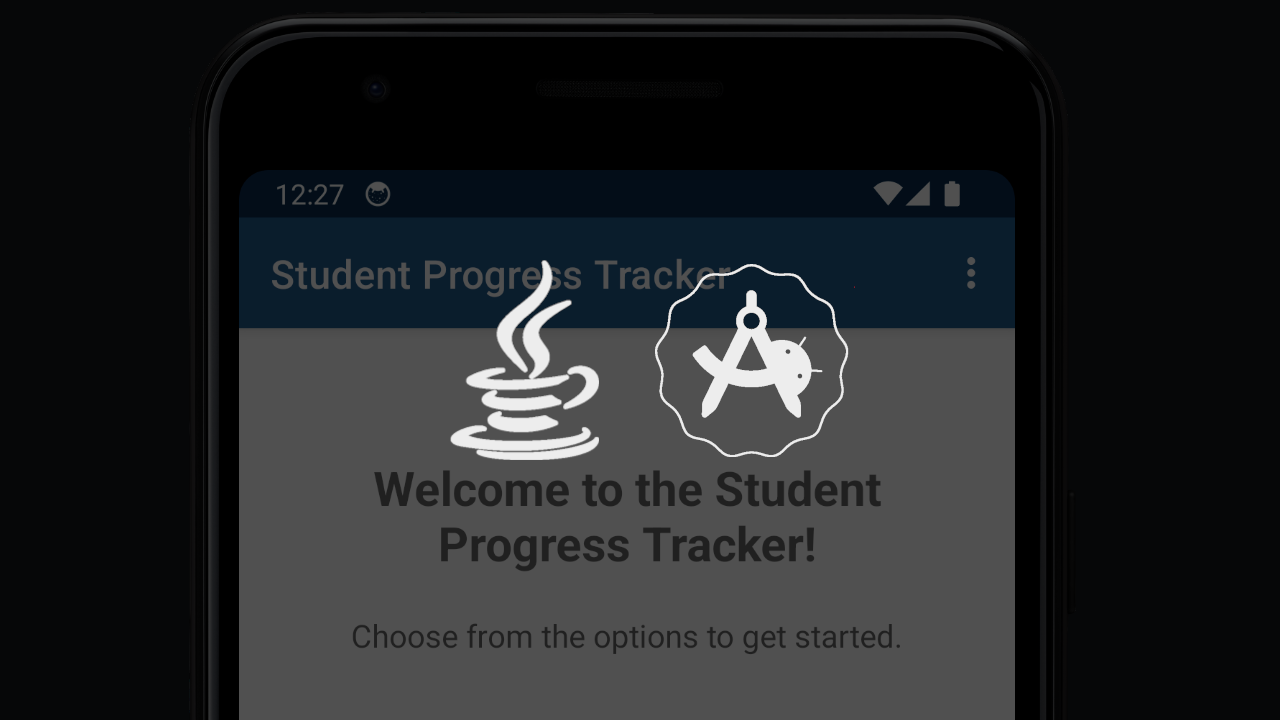 12:27
Student Progress Tracker
Welcome to the Student
Progress Tracker!
Choose from the options to get started.